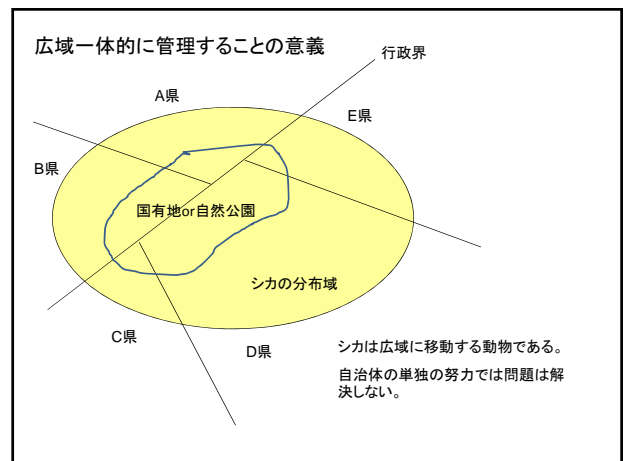 広域一体的に管理することの意義
行政界
A県
E県
B県
国有地or自然公園
シカの分布域
C県
D県
シカは広域に移動する動物である。
自治体の単独の努力では問題は解
決しない。